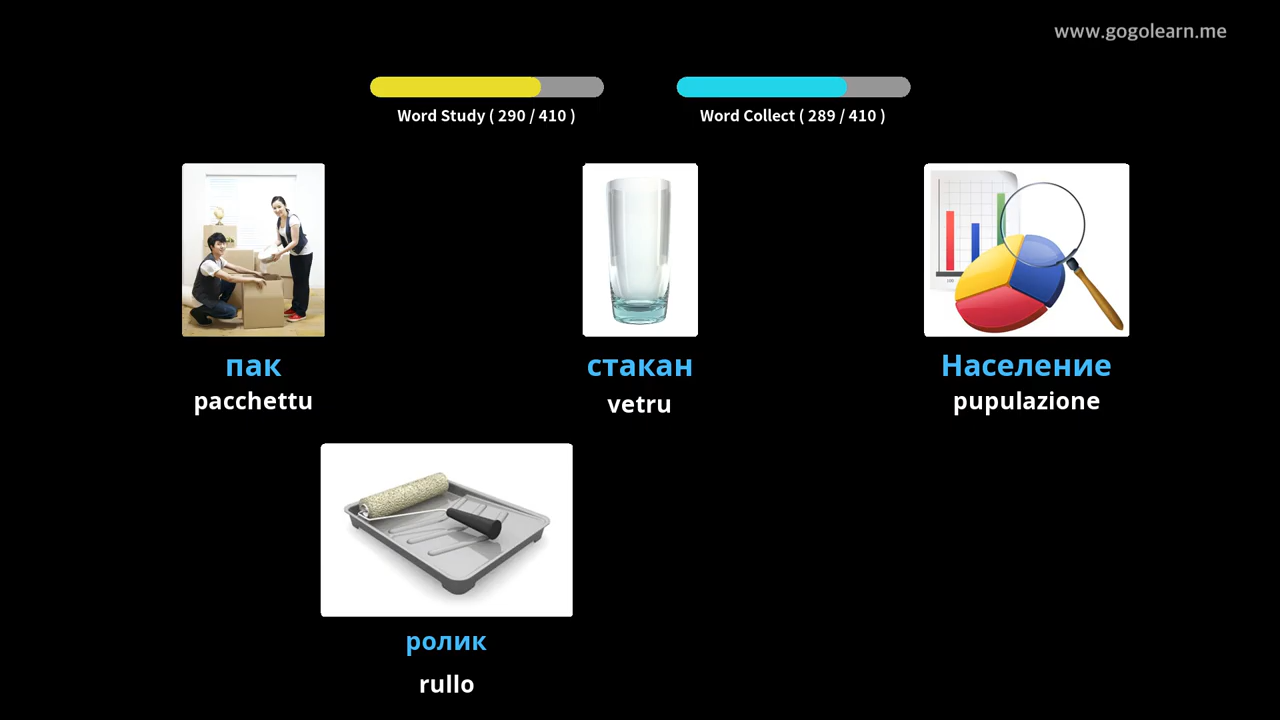 www.gogolearn.me
Word Study ( 290 / 410 )
Word Collect ( 289 / 410 )
пак
pacchettu
стакан
vetru
Население
pupulazione
ролик
rullo